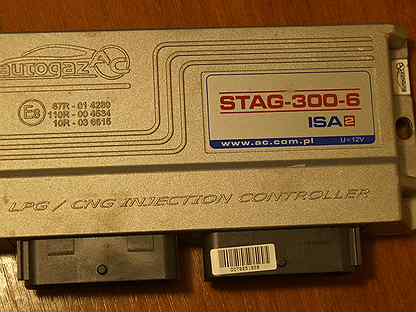 autogaz AC
E8
67R - 01 4280
110R - 00 4534
10R - 03 6515
STAG-300-6
ISA2
www.ac.com.pl U=12V
LPG / CNG INJECTION CONTROLLER